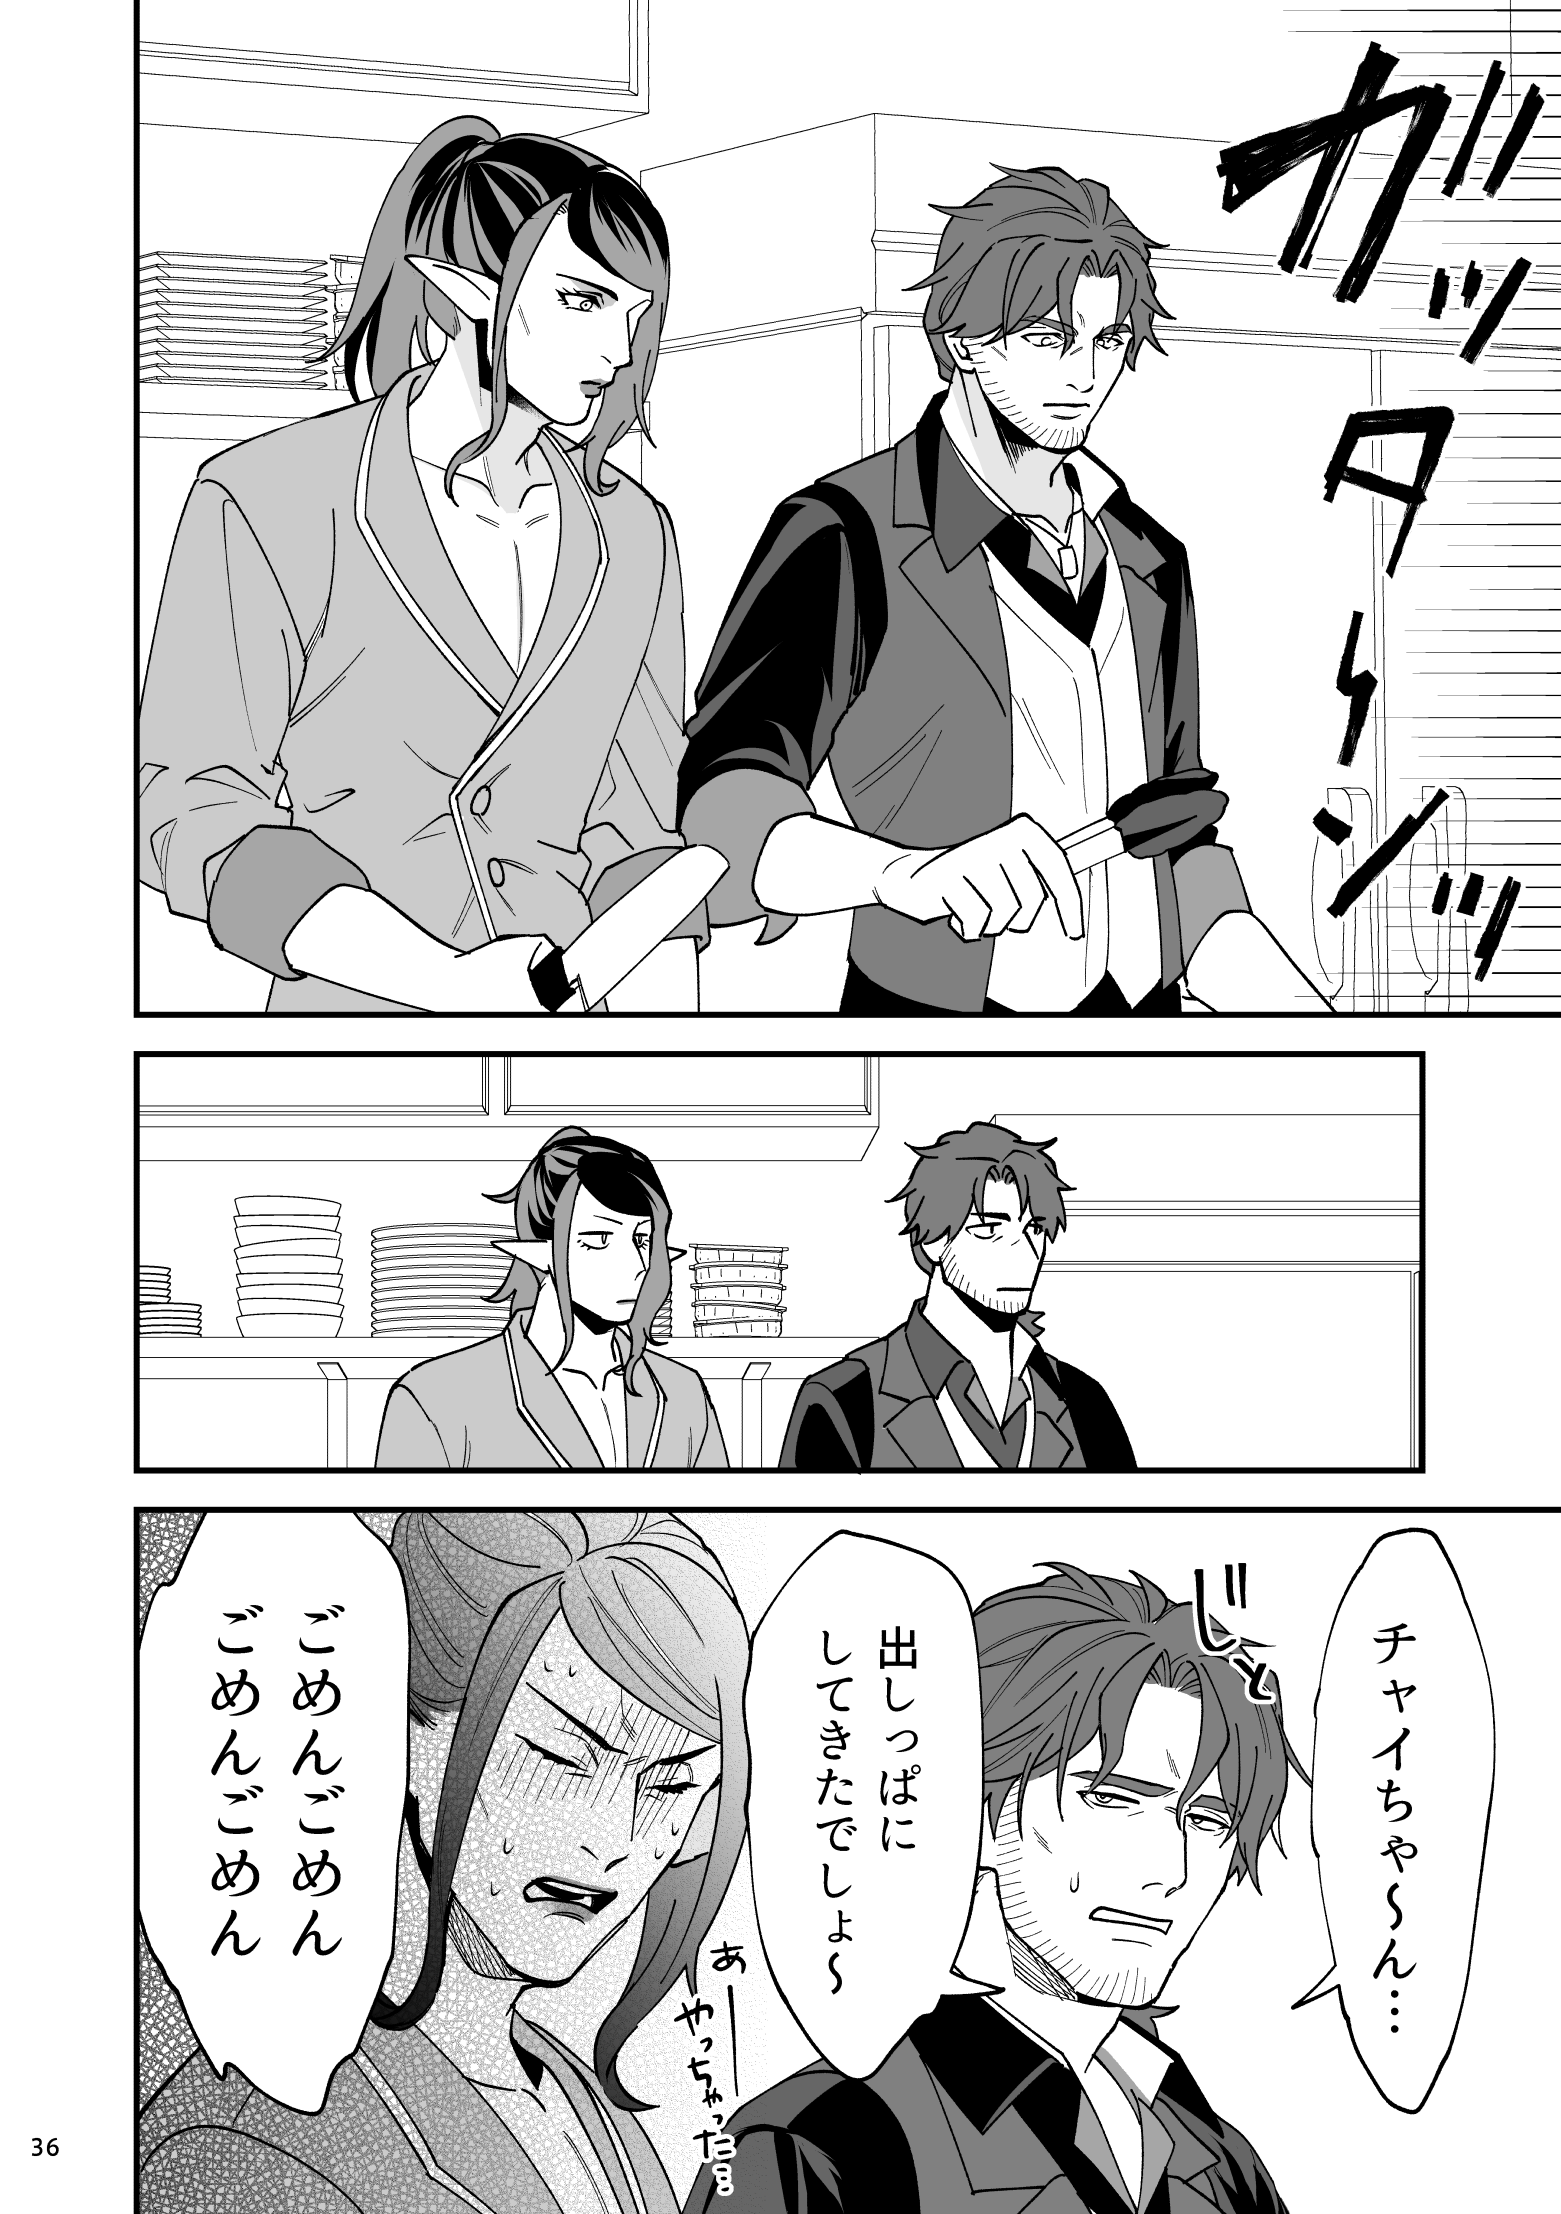 ガッターンッ
チャイちゃ～ん…
じとっ
出しっぱに
してきたでしょ～
あー
やっちゃった…
ごめんごめん
ごめんごめん
36